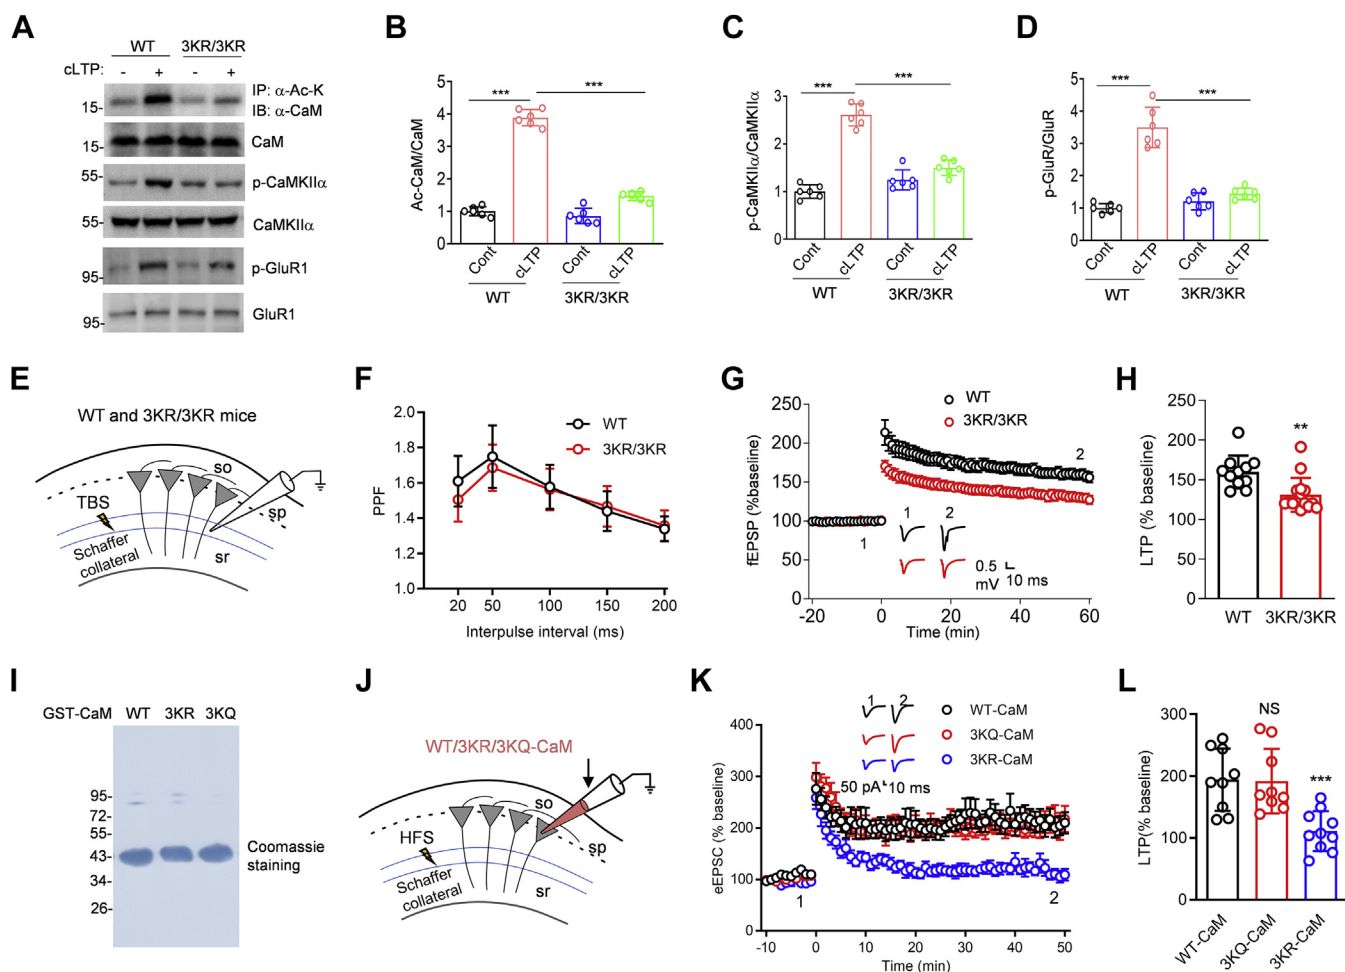 A
WT 3KR/3KR
cLTP: - + - +
15-
IP: α-Ac-K
IB: α-CaM
15-
CaM
55-
p-CaMKIIα
55-
CaMKIIα
95-
p-GluR1
95-
GluR1
B
Ac-CaM/CaM
5
4
3
2
1
0
*** ***
Cont cLTP Cont cLTP
WT 3KR/3KR
C
p-CaMKIIα/CaMKIIα
3
2
1
0
*** ***
Cont cLTP Cont cLTP
WT 3KR/3KR
D
p-GluR/GluR
5
4
3
2
1
0
*** ***
Cont cLTP Cont cLTP
WT 3KR/3KR
E
WT and 3KR/3KR mice
so
TBS
sp
Schaffer
collateral
sr
F
PPF
2.0
1.8
1.6
1.4
1.2
1.0
WT
3KR/3KR
20 50 100 150 200
Interpulse interval (ms)
G
fEPSP (%baseline)
250
200
150
100
50
0
WT
3KR/3KR
2
1
1 2
0.5
mV
10 ms
-20 0 20 40 60
Time (min)
H
LTP (% baseline)
250
200
150
100
50
0
**
WT 3KR/3KR
I
GST-CaM WT 3KR 3KQ
95-
72-
55-
43-
34-
26-
Coomassie
staining
J
WT/3KR/3KQ-CaM
so
HFS
sp
Schaffer
collateral
sr
K
eEPSC (% baseline)
400
300
200
100
0
1 2
WT-CaM
3KQ-CaM
3KR-CaM
50 pA 10 ms
1
2
-10 0 10 20 30 40 50
Time (min)
L
LTP(% baseline)
300
200
100
0
NS
***
WT-CaM 3KQ-CaM 3KR-CaM